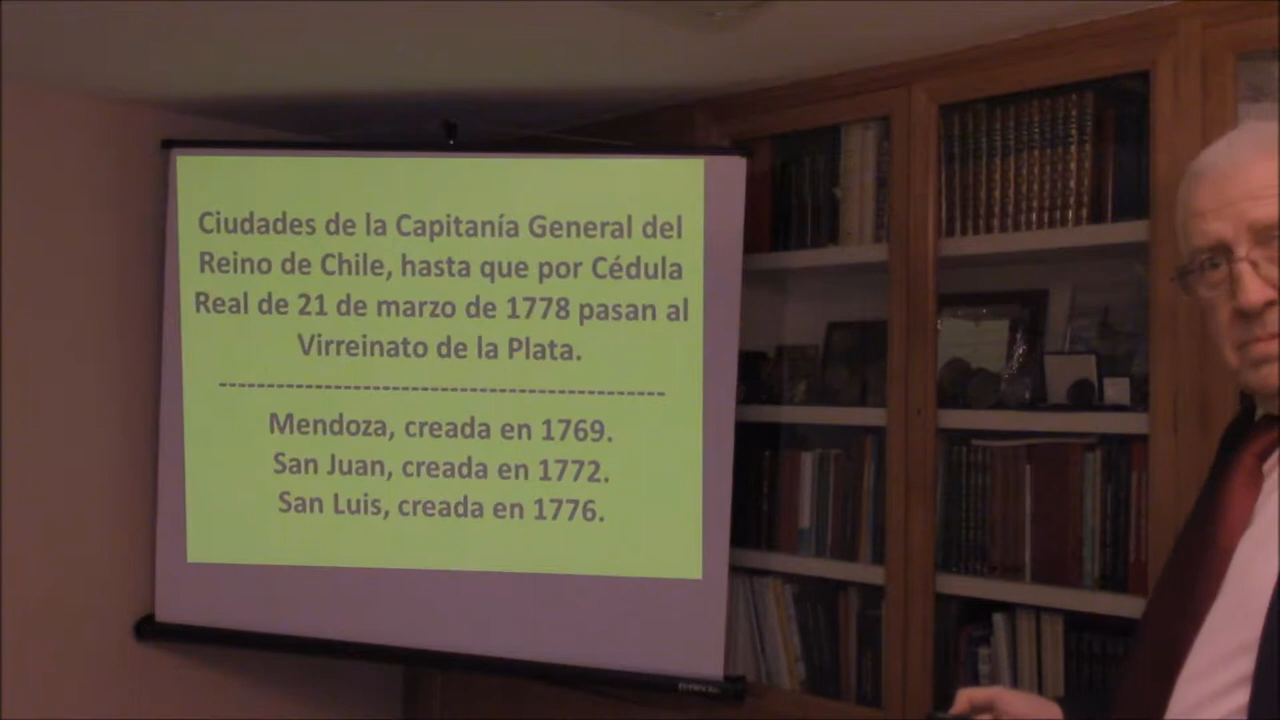 Ciudades de la Capitanía General del
Reino de Chile, hasta que por Cédula
Real de 21 de marzo de 1778 pasan al
Virreinato de la Plata.
-----------------------------------------------
Mendoza, creada en 1769.
San Juan, creada en 1772.
San Luis, creada en 1776.